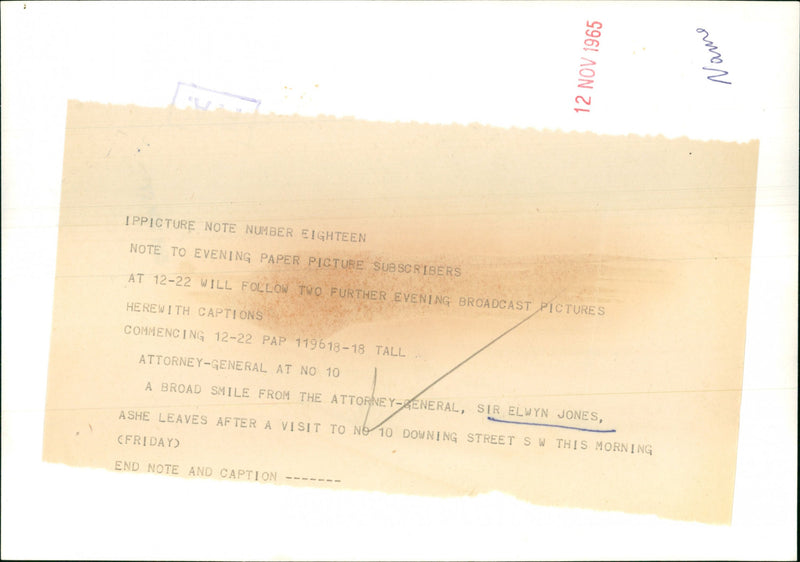 12 NOV 1965
IPPICTURE NOTE NUMBER EIGHTEEN
NOTE TO EVENING PAPER PICTURE SUBSCRIBERS
AT 12-22 WILL FOLLOW TWO FURTHER EVENING BROADCAST PICTURES
HEREWITH CAPTIONS
COMMENCING 12-22 PAP 119618-18 TALL
ATTORNEY-GENERAL AT NO 10
A BROAD SMILE FROM THE ATTORNEY-GENERAL, SIR ELWYN JONES,
ASHE LEAVES AFTER A VISIT TO NO 10 DOWNING STREET S W THIS MORNING
(FRIDAY)
END NOTE AND CAPTION -------